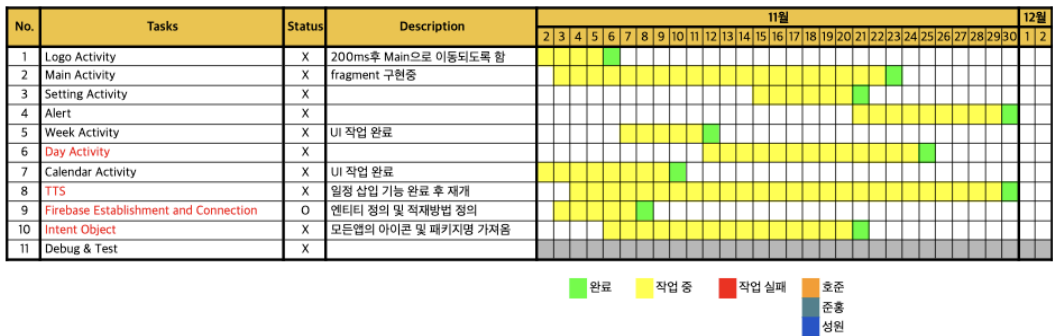 No. Tasks Status Description 11월 12월
2 3 4 5 6 7 8 9 10 11 12 13 14 15 16 17 18 19 20 21 22 23 24 25 26 27 28 29 30 1 2
1 Logo Activity X 200ms후 Main으로 이동되도록 함
2 Main Activity X fragment 구현중
3 Setting Activity X
4 Alert X
5 Week Activity X UI 작업 완료
6 Day Activity X
7 Calendar Activity X UI 작업 완료
8 TTS X 일정 삽입 기능 완료 후 재개
9 Firebase Establishment and Connection O 엔티티 정의 및 적재방법 정의
10 Intent Object X 모든앱의 아이콘 및 패키지명 가져옴
11 Debug & Test X
완료 작업 중 작업 실패 호준
준홍
성원